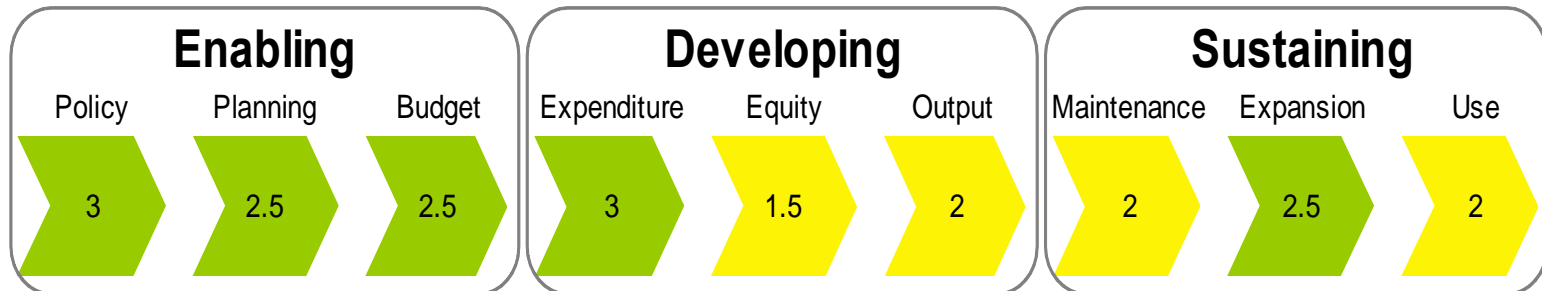 Enabling Developing Sustaining
Policy Planning Budget Expenditure Equity Output Maintenance Expansion Use
3 2.5 2.5 3 1.5 2 2 2.5 2